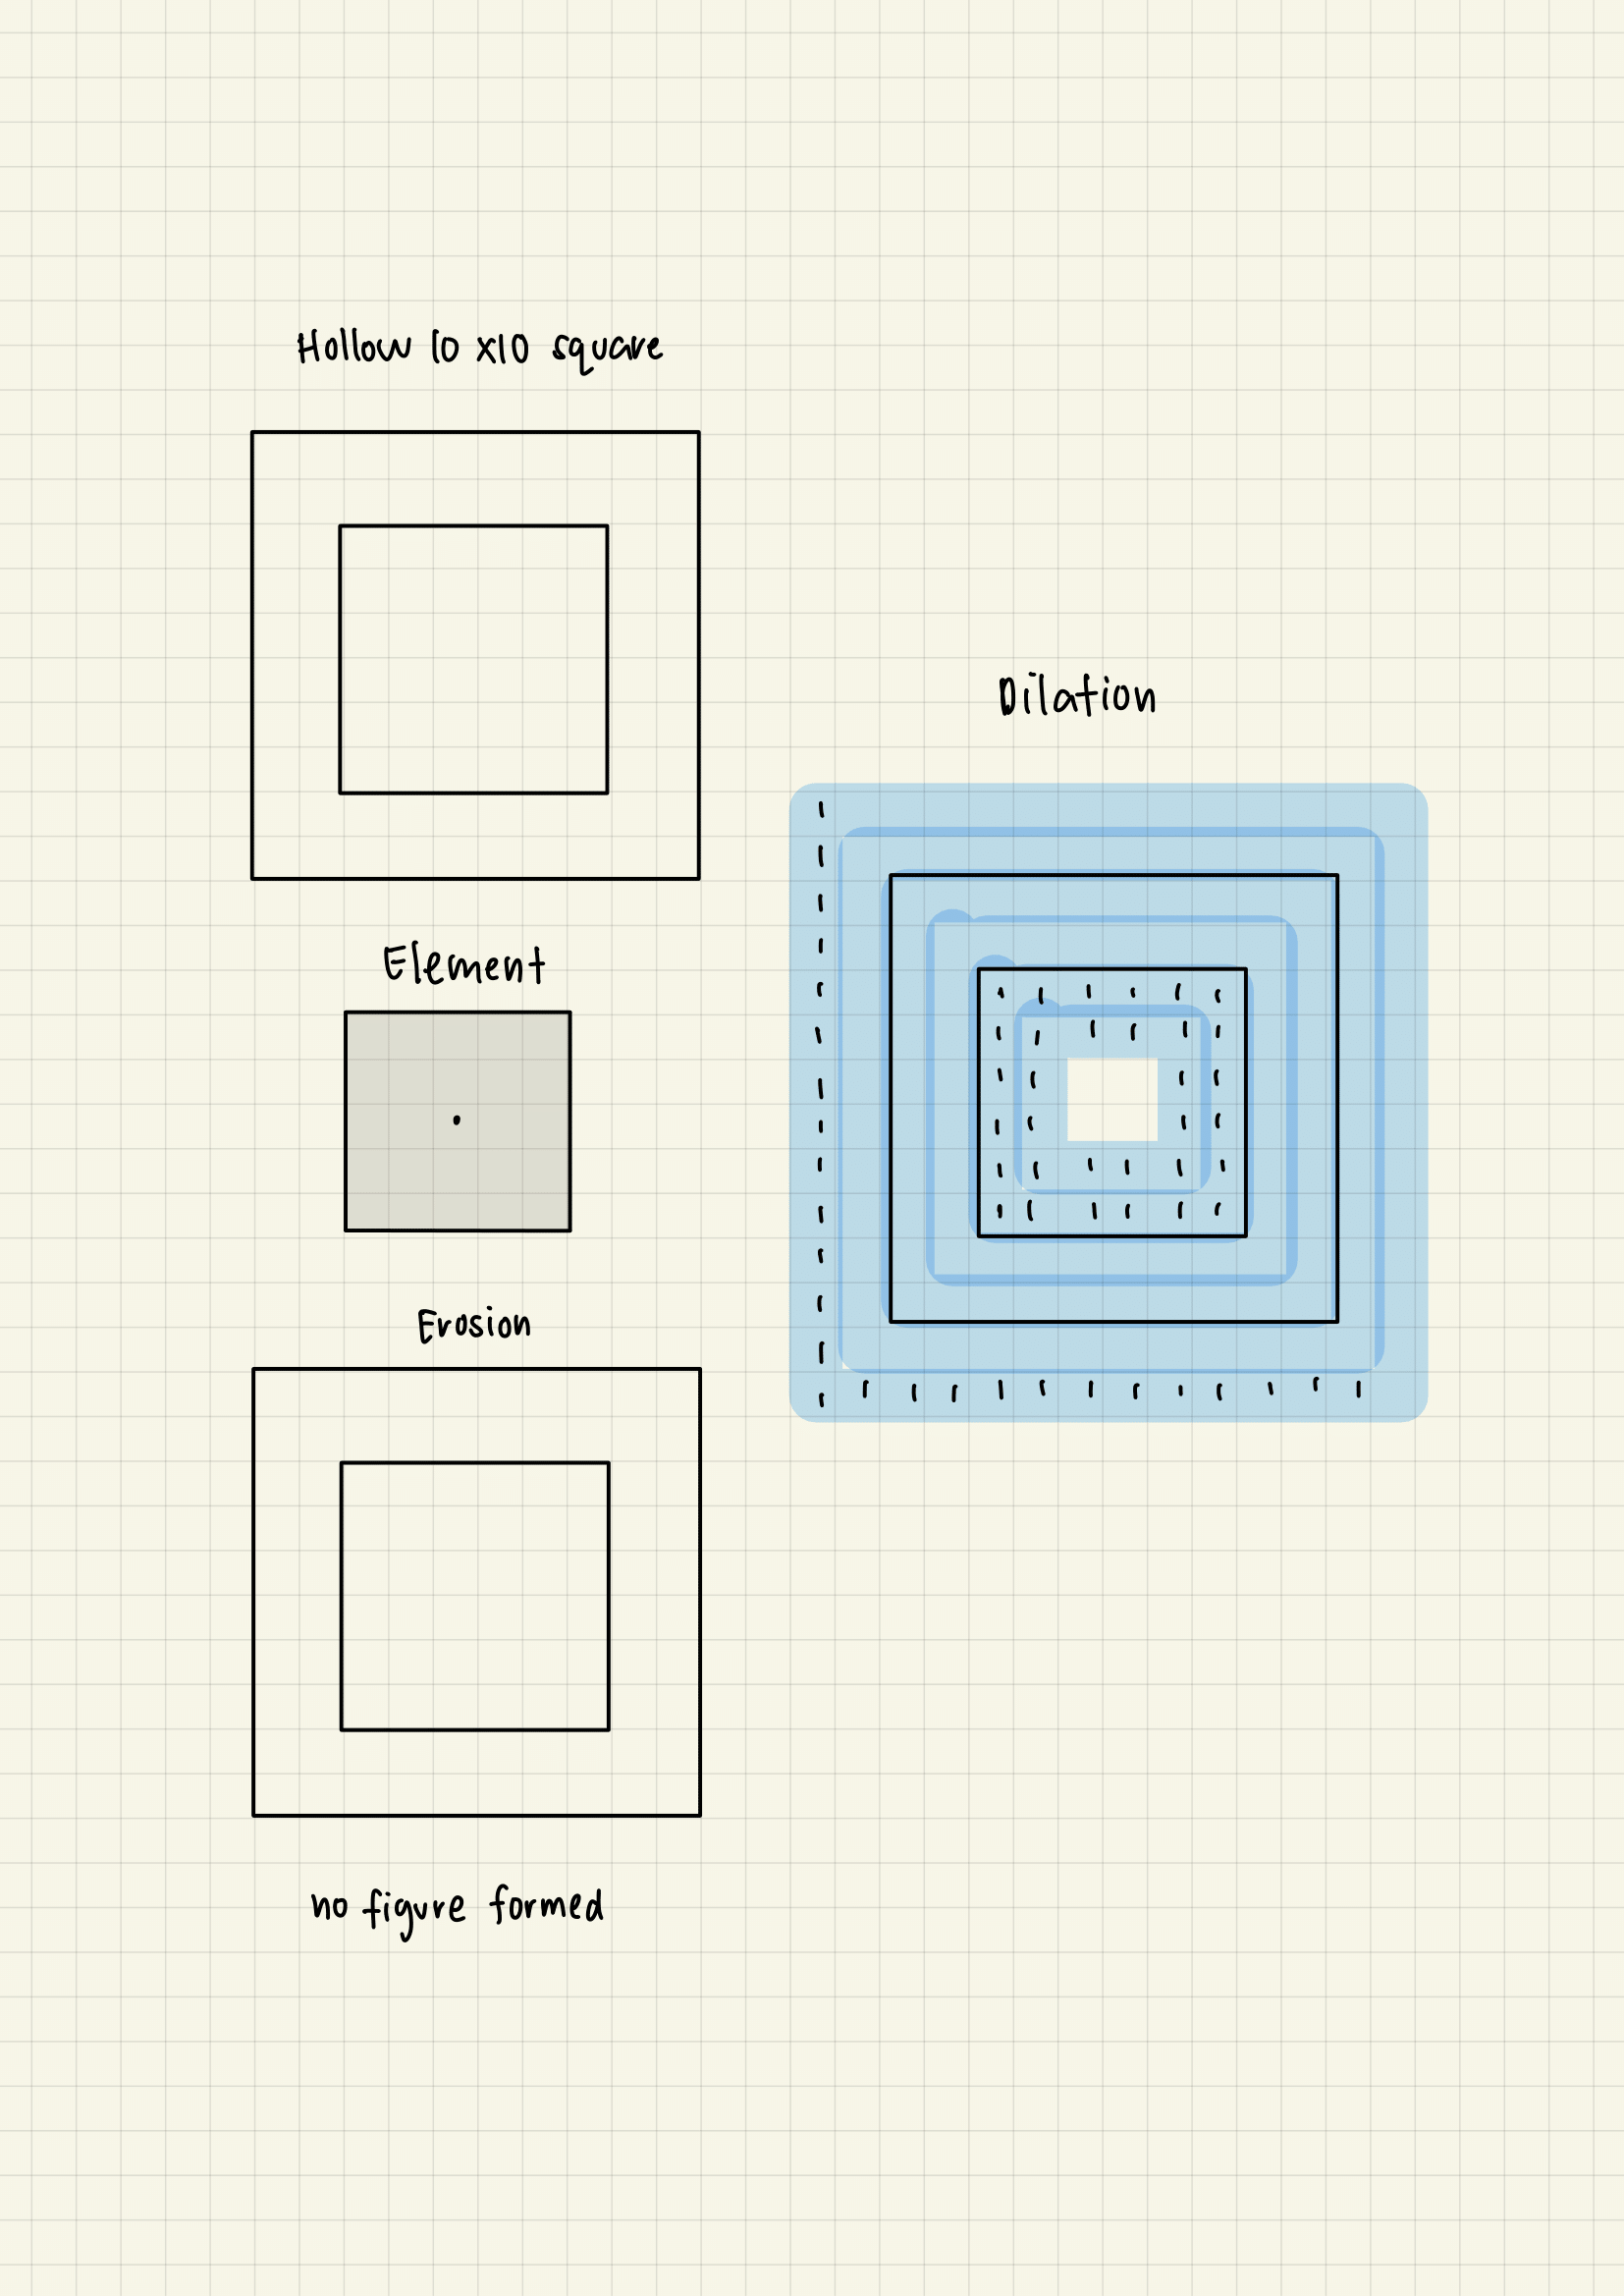 Hollow 10 x10 square
Dilation
Element
Erosion
no figure formed